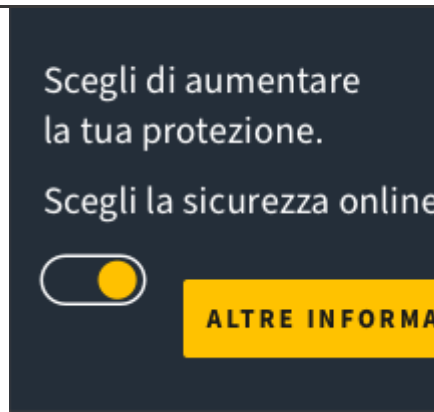 Scegli di aumentare
la tua protezione.
Scegli la sicurezza online
ALTRE INFORMA